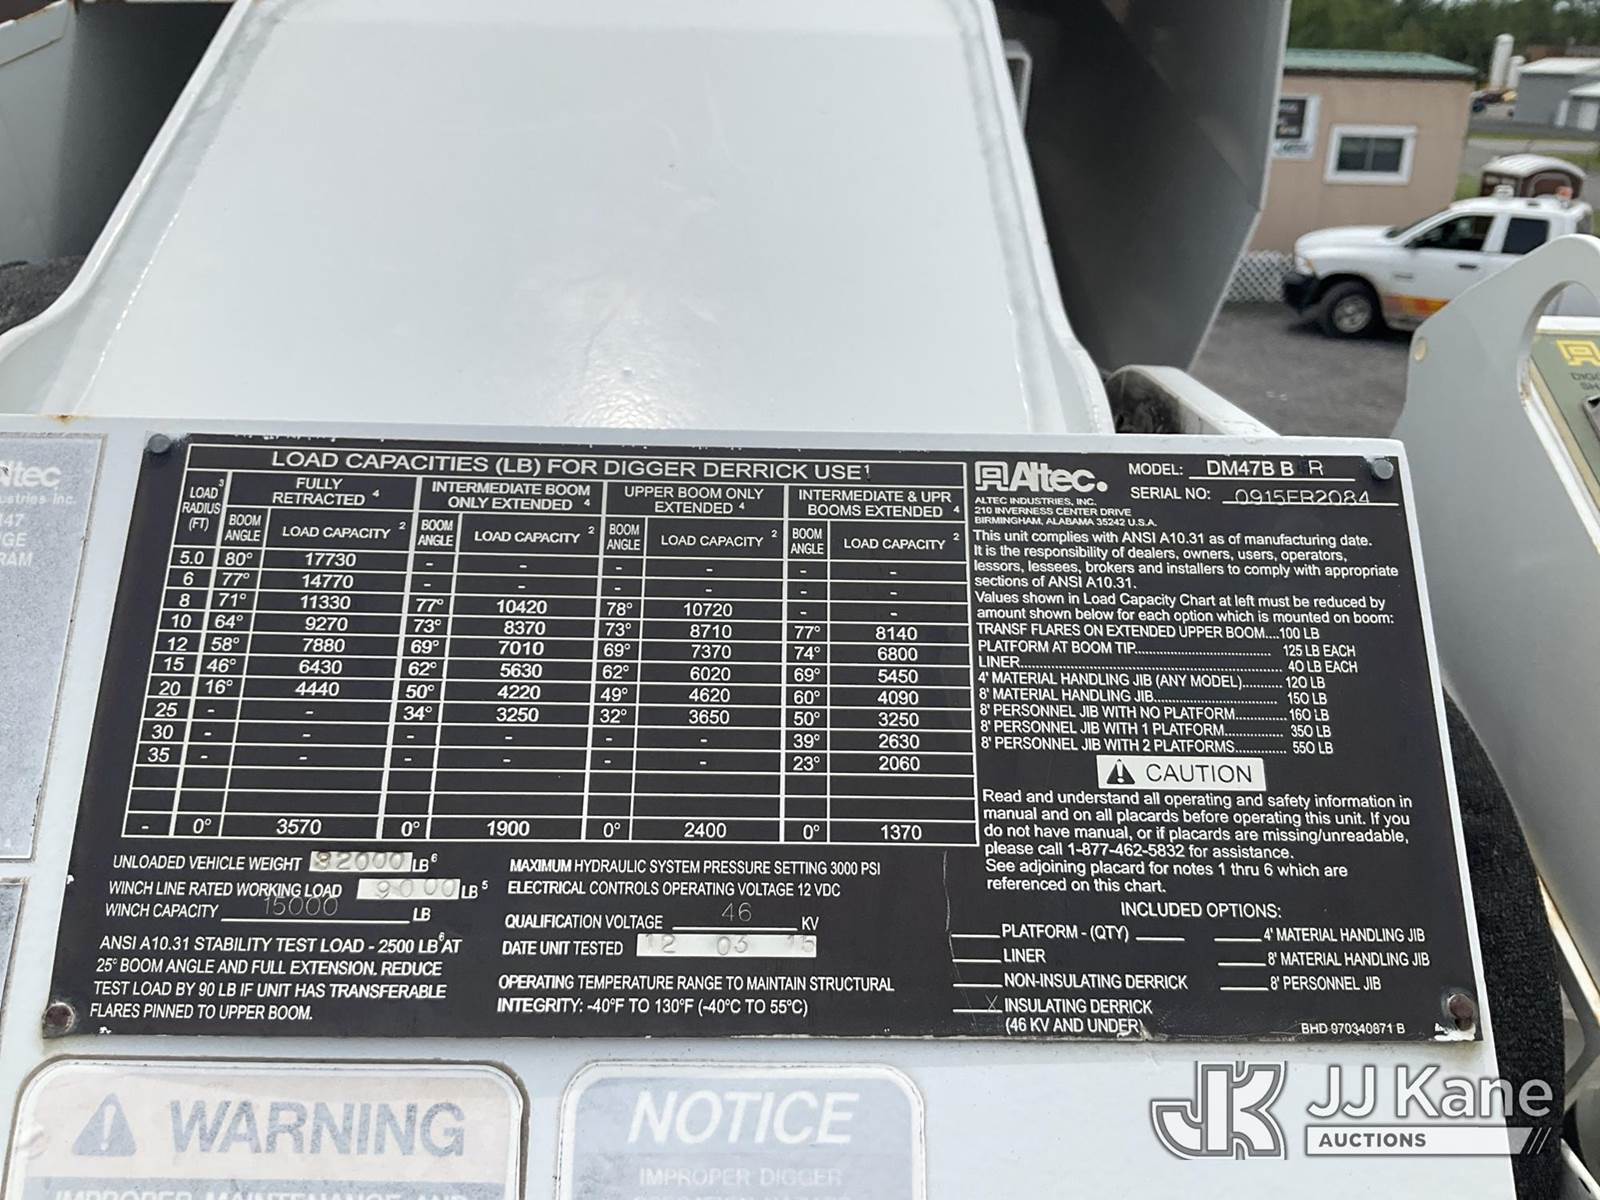 LOAD CAPACITIES (LB) FOR DIGGER DERRICK USE 1
LOAD RADIUS (FT) 3 | FULLY RETRACTED 4 | INTERMEDIATE BOOM ONLY EXTENDED 4 | UPPER BOOM ONLY EXTENDED 4 | INTERMEDIATE & UPR BOOMS EXTENDED 4
BOOM ANGLE | LOAD CAPACITY 2 | BOOM ANGLE | LOAD CAPACITY 2 | BOOM ANGLE | LOAD CAPACITY 2 | BOOM ANGLE | LOAD CAPACITY 2
5.0 80° 17730 - - - - - -
6 77° 14770 - - - - - -
8 71° 11330 77° 10420 78° 10720 - -
10 64° 9270 73° 8370 73° 8710 77° 8140
12 58° 7880 69° 7010 69° 7370 74° 6800
15 46° 6430 62° 5630 62° 6020 69° 5450
20 16° 4440 50° 4220 49° 4620 60° 4090
25 - - 34° 3250 32° 3650 50° 3250
30 - - - - - - 39° 2630
35 - - - - - - 23° 2060
- 0° 3570 0° 1900 0° 2400 0° 1370
UNLOADED VEHICLE WEIGHT 32000 LB 6
WINCH LINE RATED WORKING LOAD 9000 LB 5
WINCH CAPACITY 15000 LB
ANSI A10.31 STABILITY TEST LOAD - 2500 LB 6 AT
25° BOOM ANGLE AND FULL EXTENSION. REDUCE
TEST LOAD BY 90 LB IF UNIT HAS TRANSFERABLE
FLARES PINNED TO UPPER BOOM.
MAXIMUM HYDRAULIC SYSTEM PRESSURE SETTING 3000 PSI
ELECTRICAL CONTROLS OPERATING VOLTAGE 12 VDC
QUALIFICATION VOLTAGE 46 KV
DATE UNIT TESTED 12 03 15
OPERATING TEMPERATURE RANGE TO MAINTAIN STRUCTURAL
INTEGRITY: -40°F TO 130°F (-40°C TO 55°C)
Altec.
ALTEC INDUSTRIES, INC.
210 INVERNESS CENTER DRIVE
BIRMINGHAM, ALABAMA 35242 U.S.A.
MODEL: DM47B B R
SERIAL NO: 0915FR2084
This unit complies with ANSI A10.31 as of manufacturing date.
It is the responsibility of dealers, owners, users, operators,
lessors, lessees, brokers and installers to comply with appropriate
sections of ANSI A10.31.
Values shown in Load Capacity Chart at left must be reduced by
amount shown below for each option which is mounted on boom:
TRANSF FLARES ON EXTENDED UPPER BOOM....100 LB
PLATFORM AT BOOM TIP................ 125 LB EACH
LINER................ 40 LB EACH
4' MATERIAL HANDLING JIB (ANY MODEL)........... 120 LB
8' MATERIAL HANDLING JIB................ 150 LB
8' PERSONNEL JIB WITH NO PLATFORM.............. 160 LB
8' PERSONNEL JIB WITH 1 PLATFORM................ 350 LB
8' PERSONNEL JIB WITH 2 PLATFORMS............. 550 LB
CAUTION
Read and understand all operating and safety information in
manual and on all placards before operating this unit. If you
do not have manual, or if placards are missing/unreadable,
please call 1-877-462-5832 for assistance.
See adjoining placard for notes 1 thru 6 which are
referenced on this chart.
INCLUDED OPTIONS:
PLATFORM - (QTY) ____
LINER
NON-INSULATING DERRICK
X INSULATING DERRICK
(46 KV AND UNDER)
4' MATERIAL HANDLING JIB
8' MATERIAL HANDLING JIB
8' PERSONNEL JIB
BHD 970340871 B
WARNING
NOTICE
IMPROPER DIGGER
IMPROPER MAINTENANCE AND
JJ Kane
AUCTIONS